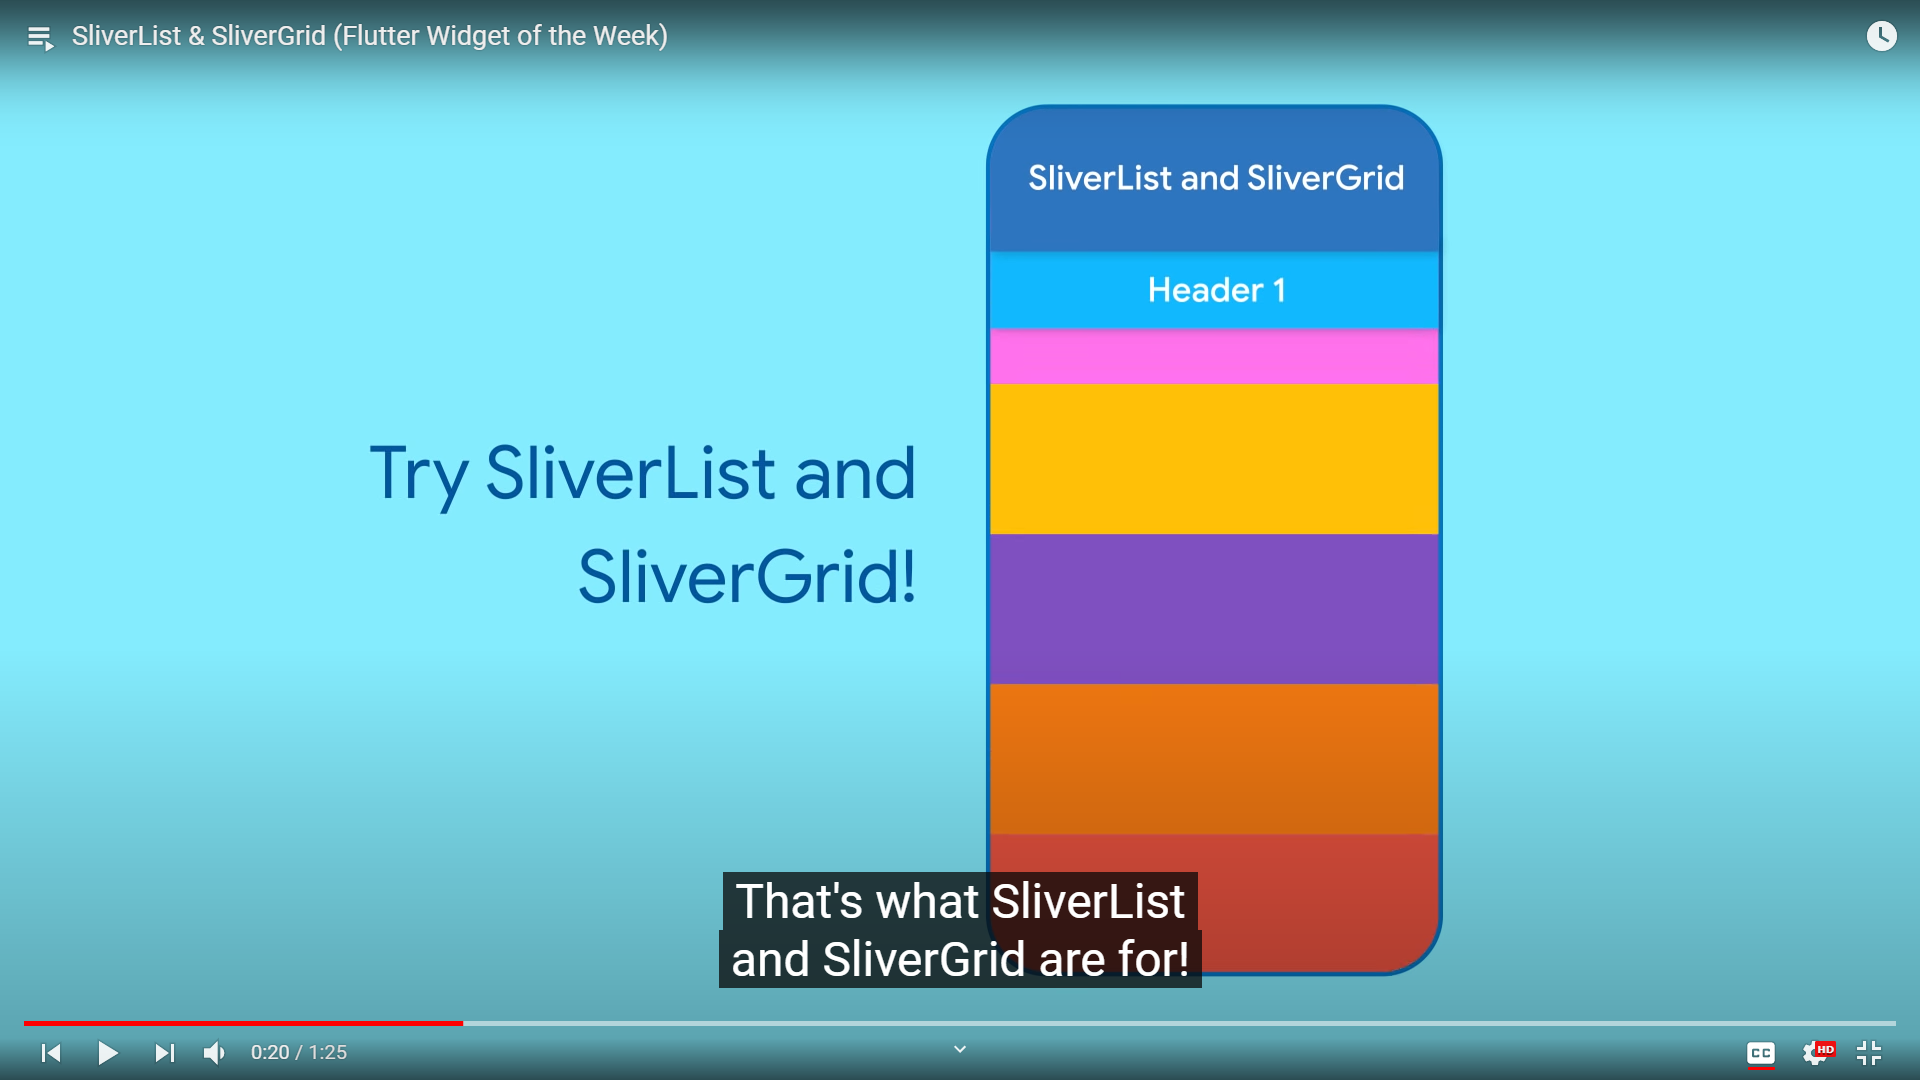 SliverList & SliverGrid (Flutter Widget of the Week)
SliverList and SliverGrid
Header 1
Try SliverList and
SliverGrid!
That's what SliverList
and SliverGrid are for!
0:20 / 1:25
CC
HD